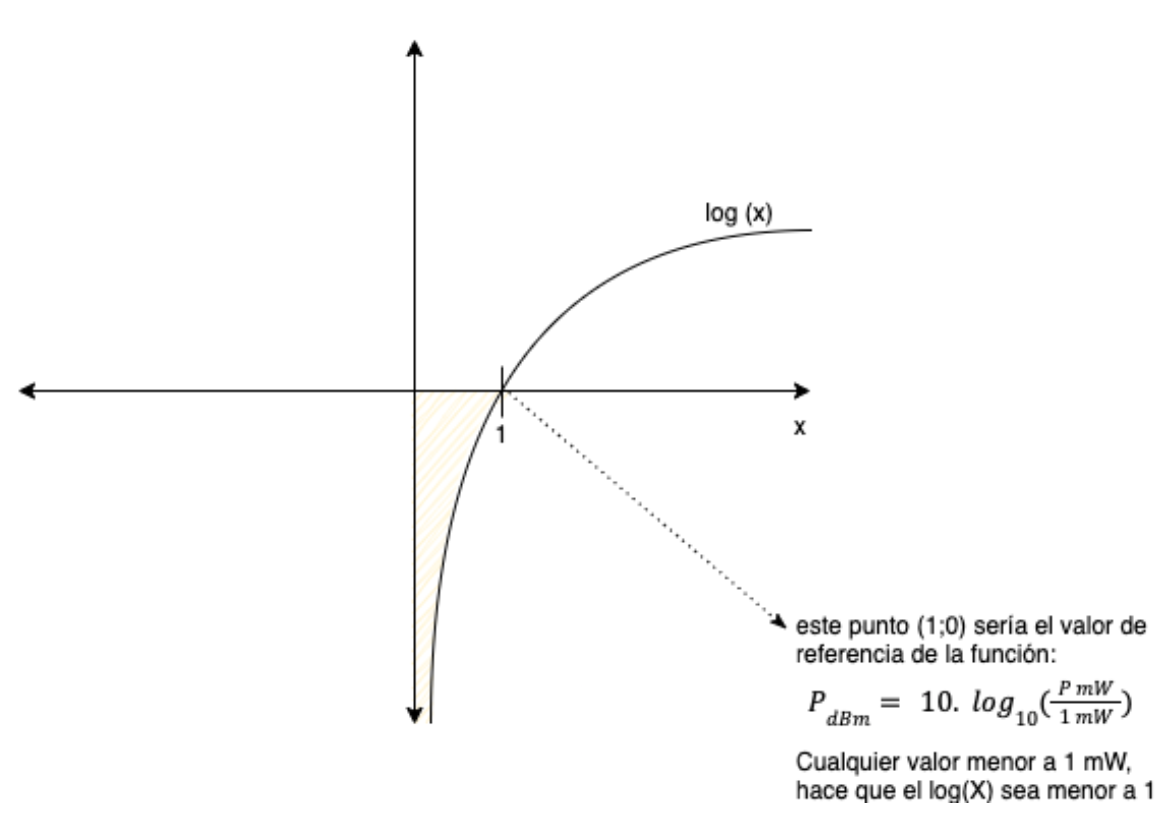 log (x)
1
x
este punto (1;0) sería el valor de
referencia de la función:
P_dBm = 10. log_10(P mW / 1 mW)
Cualquier valor menor a 1 mW,
hace que el log(X) sea menor a 1